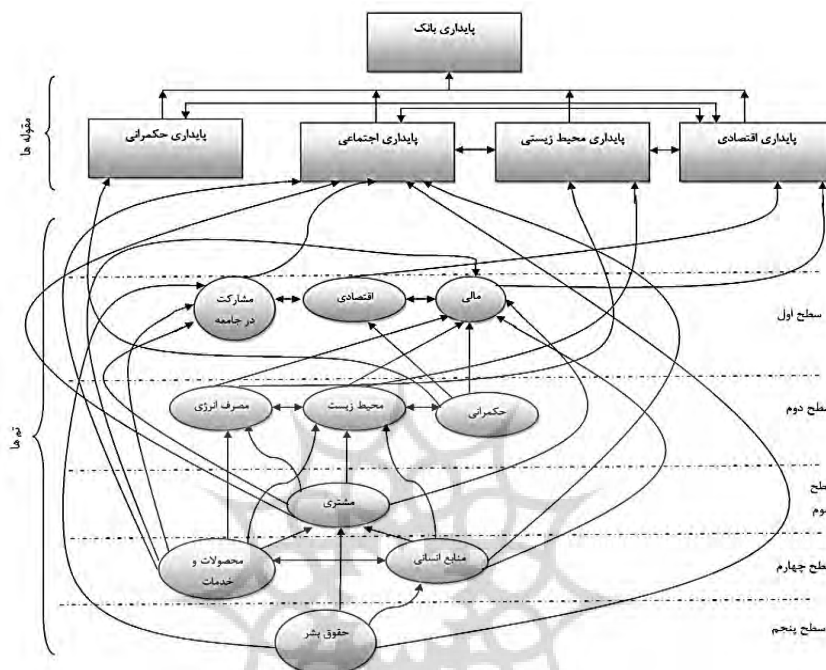 پایداری بانک
مقوله ها
پایداری اقتصادی
پایداری محیط زیستی
پایداری اجتماعی
پایداری حکمرانی
تم ها
سطح اول
مالی
اقتصادی
مشارکت
در جامعه
سطح دوم
حکمرانی
محیط زیست
مصرف انرژی
سطح
سوم
مشتری
سطح چهارم
منابع انسانی
محصولات و
خدمات
سطح پنجم
حقوق بشر